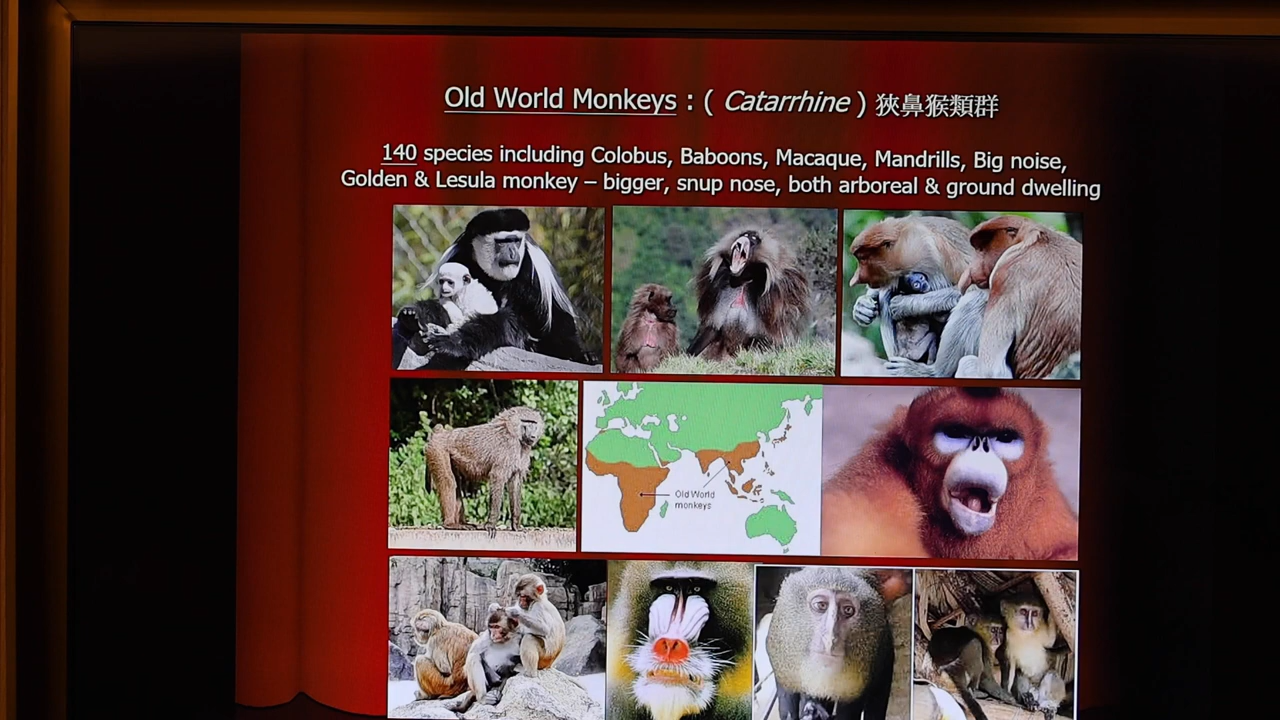 Old World Monkeys : ( Catarrhine ) 狹鼻猴類群
140 species including Colobus, Baboons, Macaque, Mandrills, Big noise,
Golden & Lesula monkey – bigger, snup nose, both arboreal & ground dwelling
Old World
monkeys